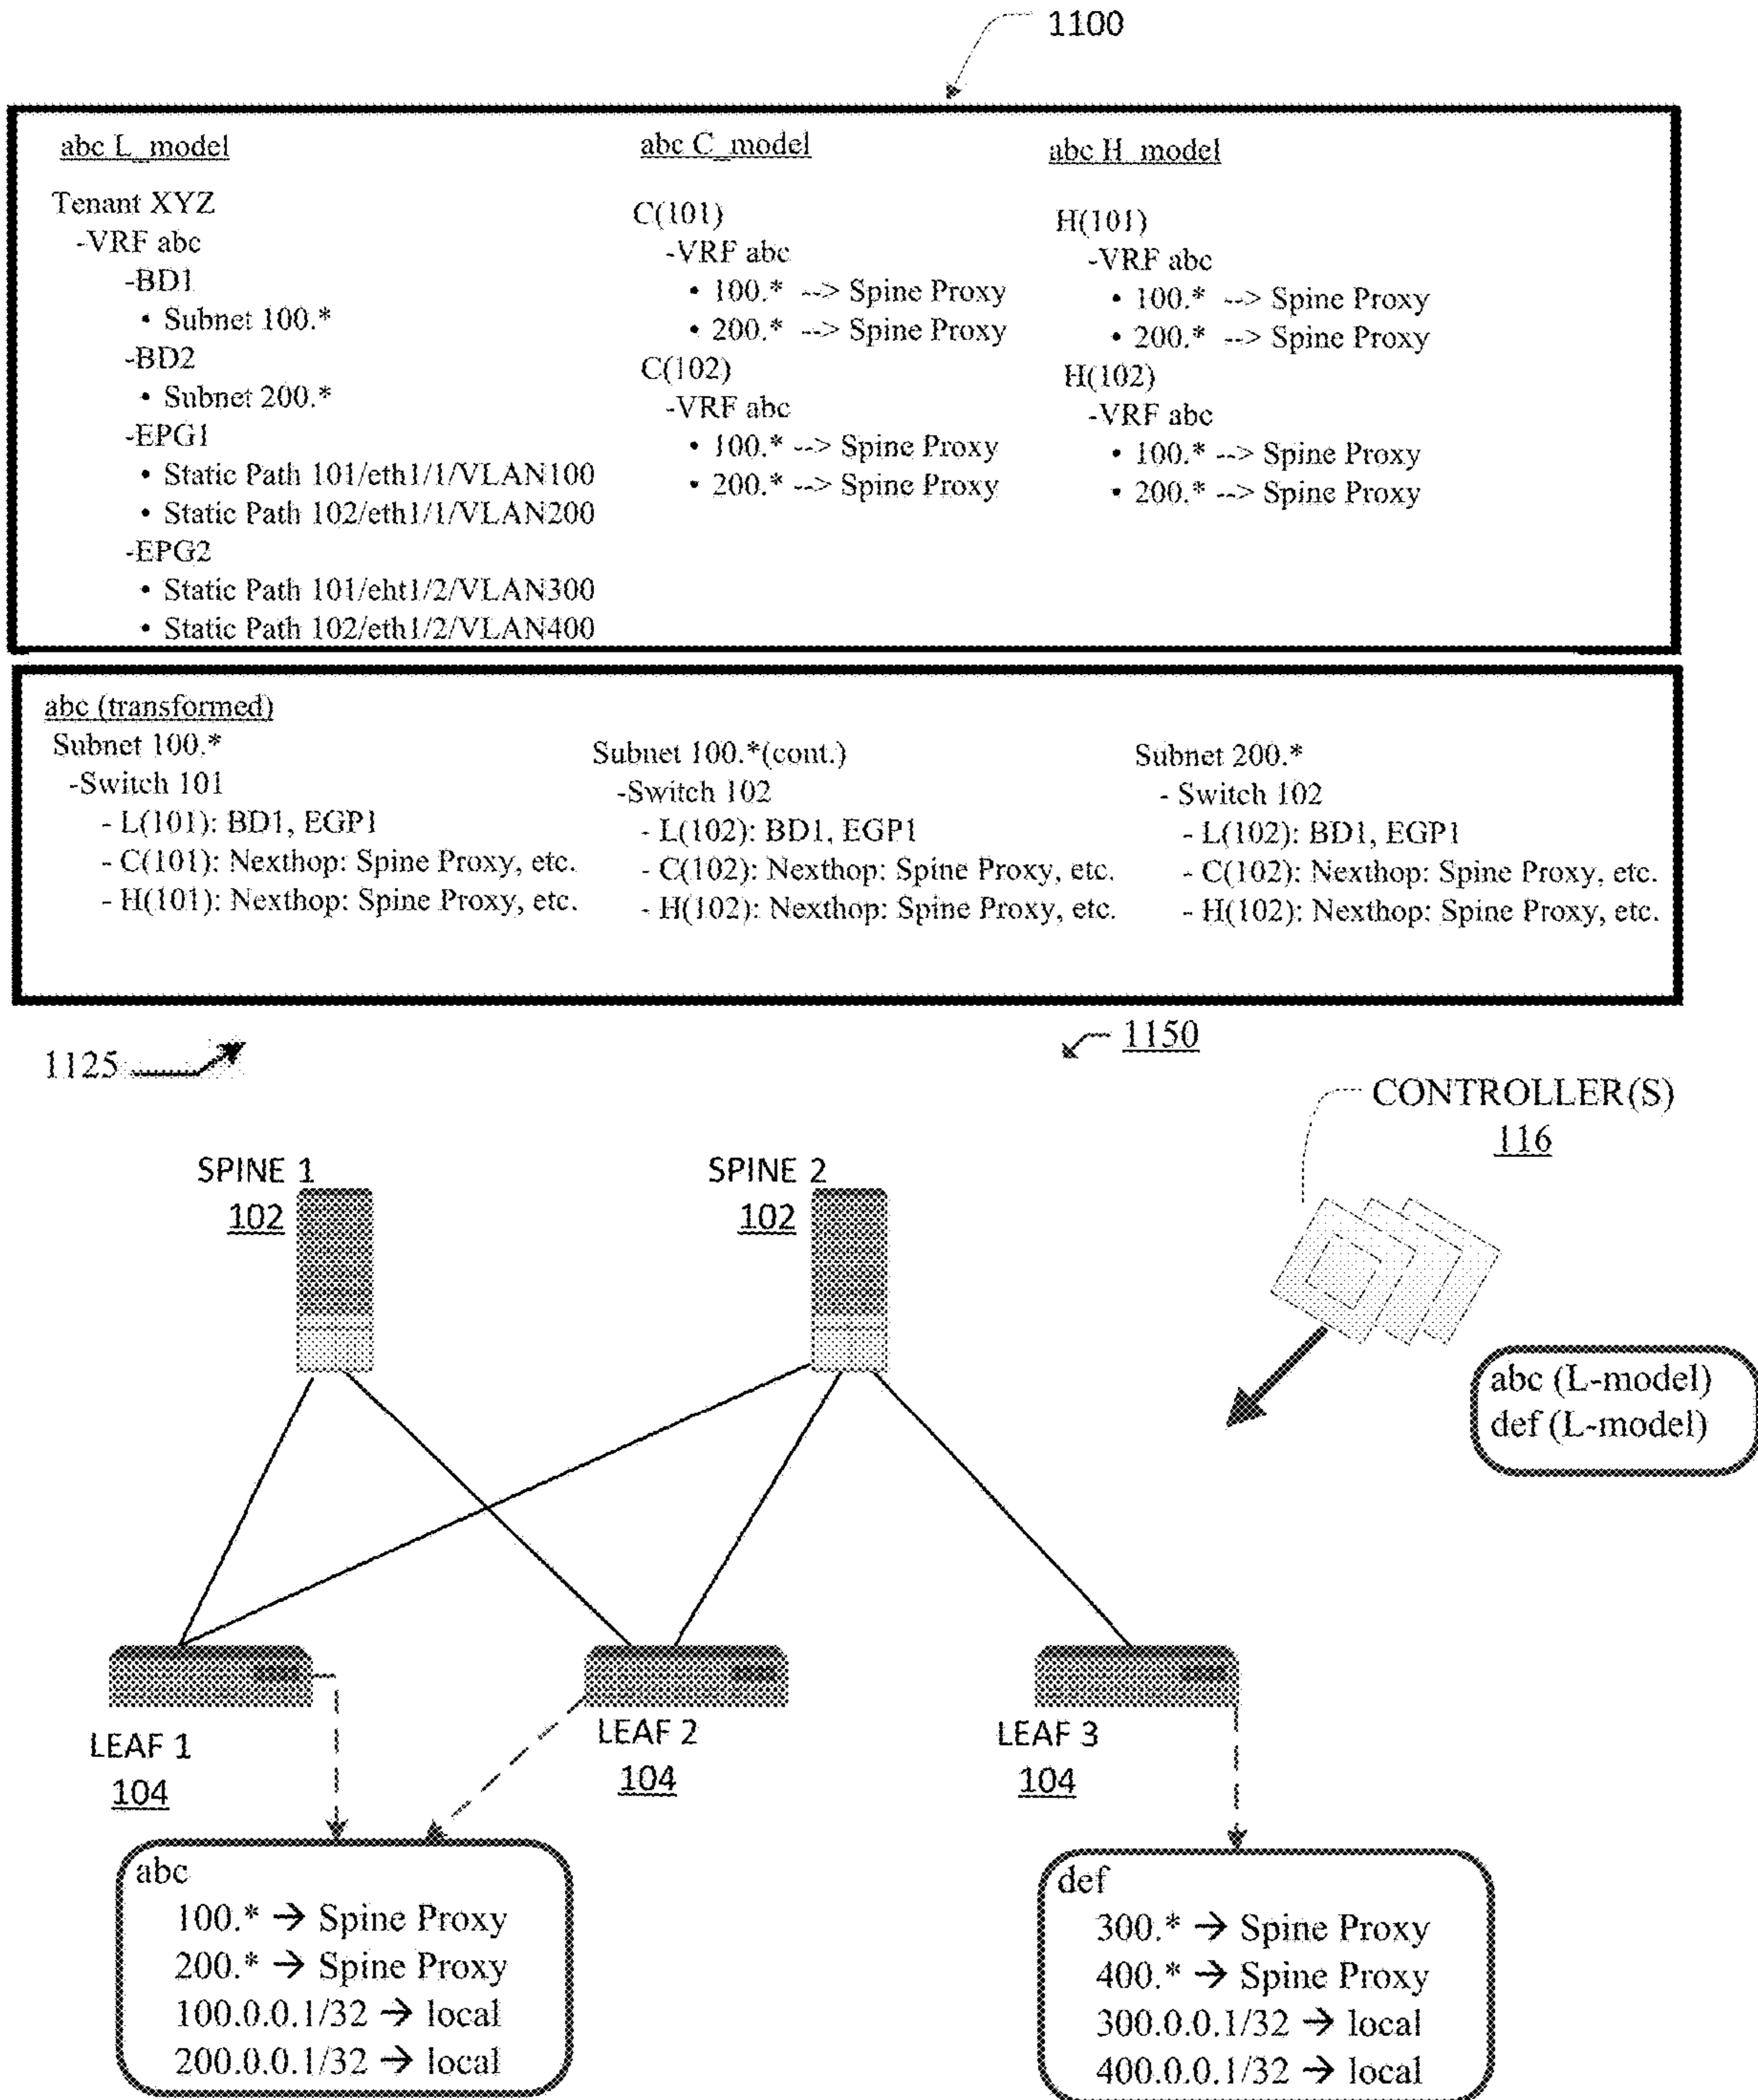 1100
abc L_model
Tenant XYZ
-VRF abc
-BD1
• Subnet 100.*
-BD2
• Subnet 200.*
-EPG1
• Static Path 101/eth1/1/VLAN100
• Static Path 102/eth1/1/VLAN200
-EPG2
• Static Path 101/eht1/2/VLAN300
• Static Path 102/eth1/2/VLAN400
abc C_model
C(101)
-VRF abc
• 100.* --> Spine Proxy
• 200.* --> Spine Proxy
C(102)
-VRF abc
• 100.* --> Spine Proxy
• 200.* --> Spine Proxy
abc H_model
H(101)
-VRF abc
• 100.* --> Spine Proxy
• 200.* --> Spine Proxy
H(102)
-VRF abc
• 100.* --> Spine Proxy
• 200.* --> Spine Proxy
abc (transformed)
Subnet 100.*
-Switch 101
- L(101): BD1, EGP1
- C(101): Nexthop: Spine Proxy, etc.
- H(101): Nexthop: Spine Proxy, etc.
Subnet 100.*(cont.)
-Switch 102
- L(102): BD1, EGP1
- C(102): Nexthop: Spine Proxy, etc.
- H(102): Nexthop: Spine Proxy, etc.
Subnet 200.*
- Switch 102
- L(102): BD1, EGP1
- C(102): Nexthop: Spine Proxy, etc.
- H(102): Nexthop: Spine Proxy, etc.
1125
1150
CONTROLLER(S)
116
SPINE 1
102
SPINE 2
102
abc (L-model)
def (L-model)
LEAF 1
104
LEAF 2
104
LEAF 3
104
abc
100.* → Spine Proxy
200.* → Spine Proxy
100.0.0.1/32 → local
200.0.0.1/32 → local
def
300.* → Spine Proxy
400.* → Spine Proxy
300.0.0.1/32 → local
400.0.0.1/32 → local